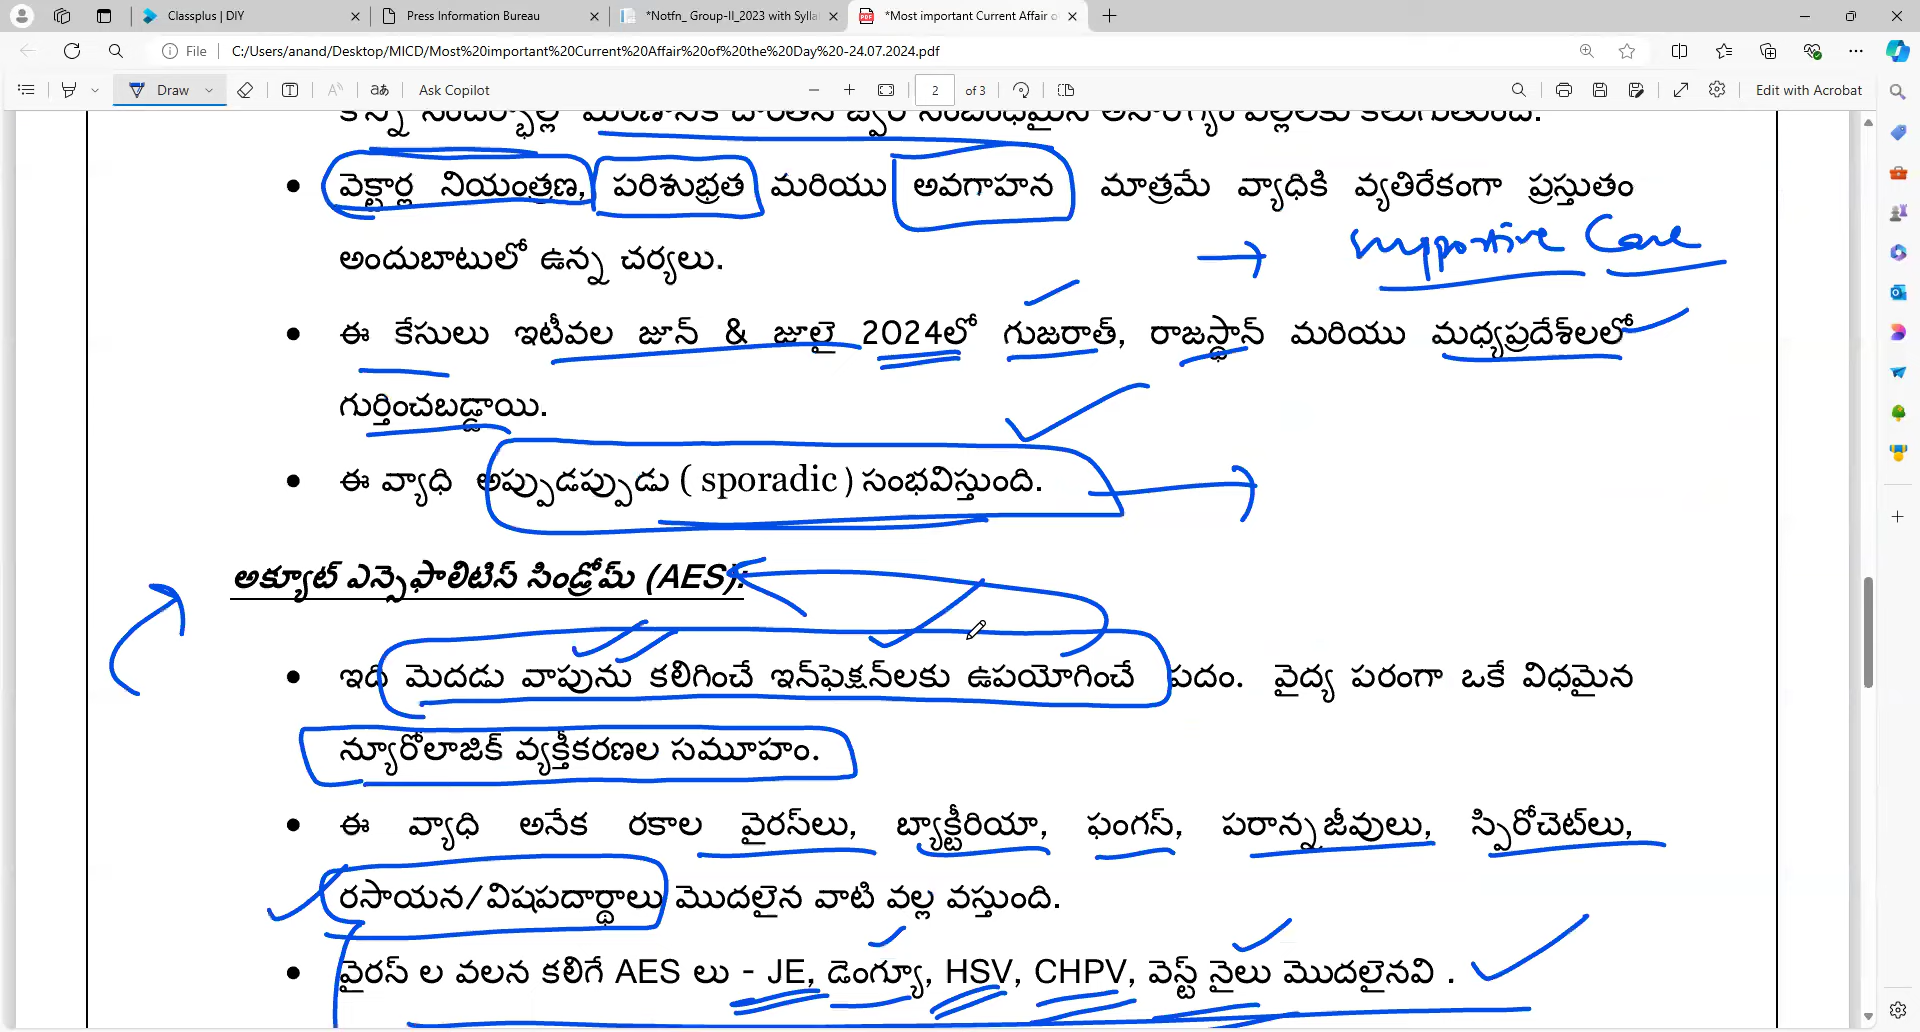 Classplus | DIY
Press Information Bureau
*Notfn_ Group-II_2023 with Sylla
*Most important Current Affair o
File
C:/Users/anand/Desktop/MICD/Most%20important%20Current%20Affair%20of%20the%20Day%20-24.07.2024.pdf
Draw
Ask Copilot
2 of 3
Edit with Acrobat
• వెక్టార్ల నియంత్రణ, పరిశుభ్రత మరియు అవగాహన మాత్రమే వ్యాధికి వ్యతిరేకంగా ప్రస్తుతం
అందుబాటులో ఉన్న చర్యలు.
→ supportive Care
• ఈ కేసులు ఇటీవల జూన్ & జూలై 2024లో గుజరాత్, రాజస్థాన్ మరియు మధ్యప్రదేశ్‌లలో
గుర్తించబడ్డాయి.
• ఈ వ్యాధి అప్పుడప్పుడు ( sporadic ) సంభవిస్తుంది.
అక్యూట్ ఎన్సెఫాలిటిస్ సిండ్రోమ్ (AES):
• ఇది మెదడు వాపును కలిగించే ఇన్‌ఫెక్షన్‌లకు ఉపయోగించే పదం. వైద్య పరంగా ఒకే విధమైన
న్యూరోలాజిక్ వ్యక్తీకరణల సమూహం.
• ఈ వ్యాధి అనేక రకాల వైరస్‌లు, బ్యాక్టీరియా, ఫంగస్, పరాన్నజీవులు, స్పిరోచెట్‌లు,
రసాయన/విషపదార్థాలు మొదలైన వాటి వల్ల వస్తుంది.
• వైరస్ ల వలన కలిగే AES లు - JE, డెంగ్యూ, HSV, CHPV, వెస్ట్ నైలు మొదలైనవి .